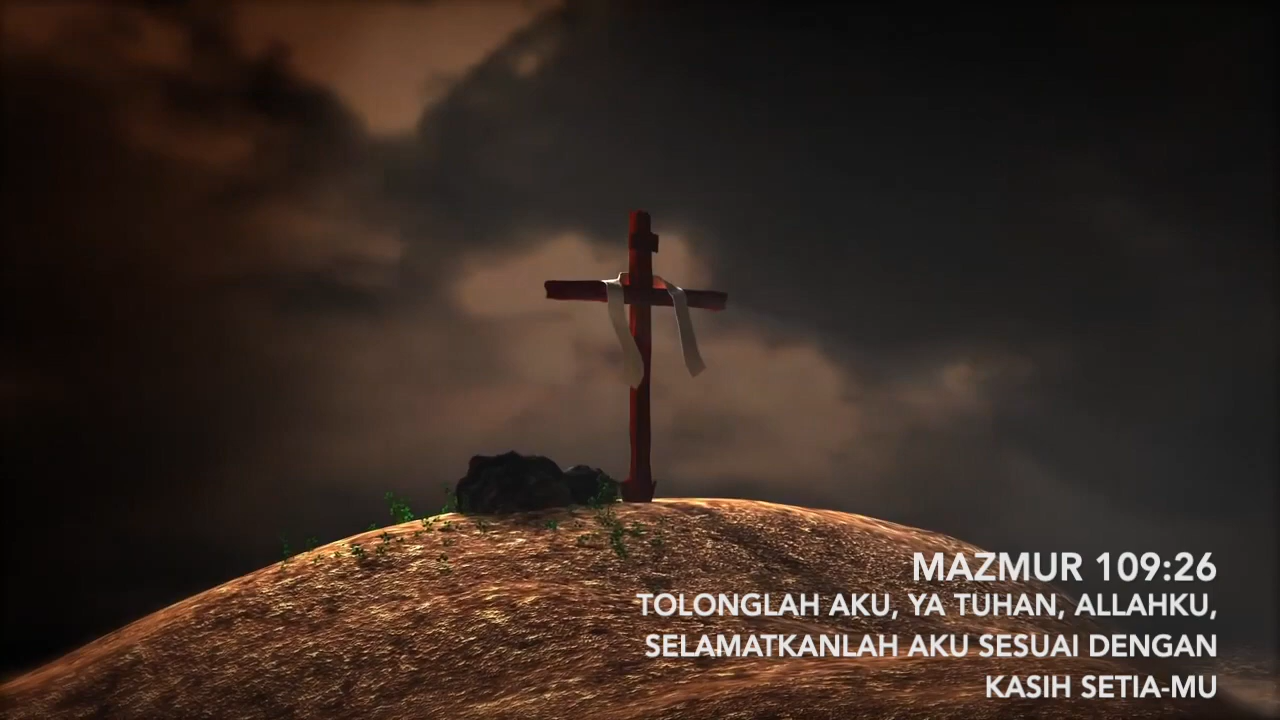 MAZMUR 109:26
TOLONGLAH AKU, YA TUHAN, ALLAHKU,
SELAMATKANLAH AKU SESUAI DENGAN
KASIH SETIA-MU